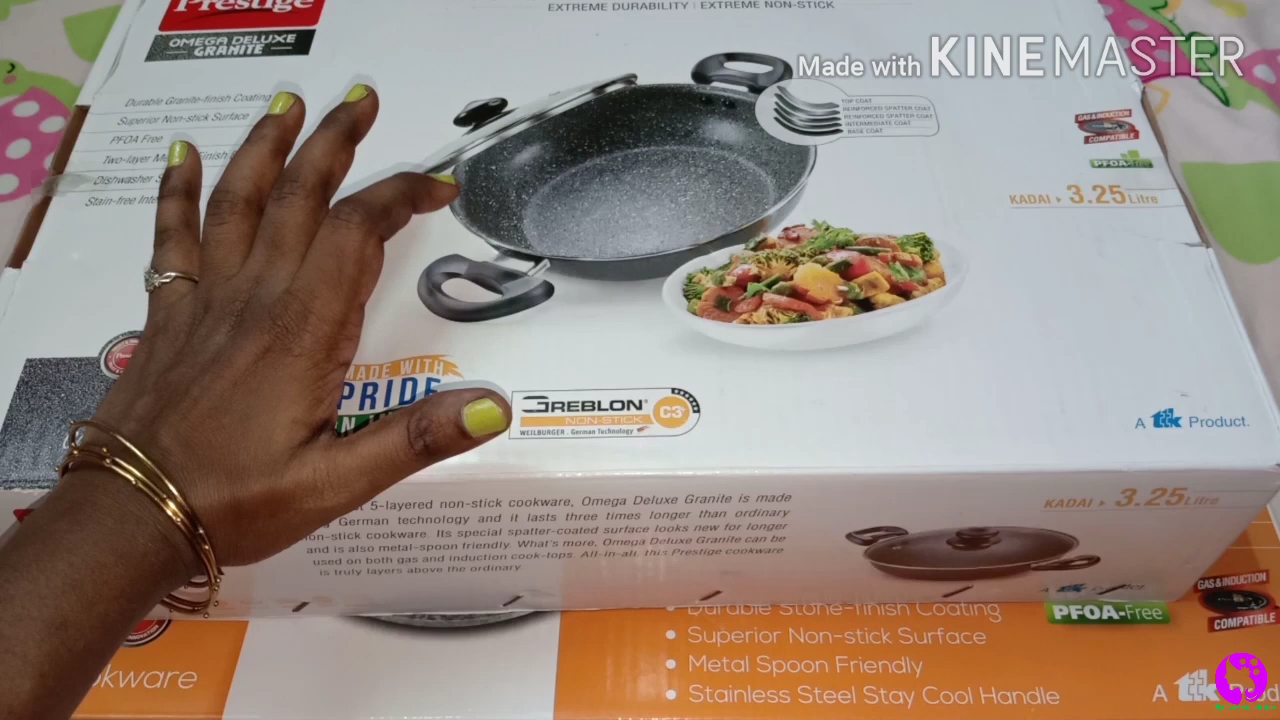 Prestige
OMEGA DELUXE
GRANITE
EXTREME DURABILITY | EXTREME NON-STICK
Made with KINEMASTER
Durable Granite-finish Coating
Superior Non-stick Surface
PFOA Free
Two-layer
Dishwasher
Stain-free
TOP COAT
REINFORCED SPATTER COAT
REINFORCED SPATTER COAT
INTERMEDIATE COAT
BASE COAT
GAS & INDUCTION
COMPATIBLE
PFOA
KADAI 3.25 Litre
MADE WITH
PRIDE
GREBLON
NON-STICK C3
WEILBURGER . German Technology
A ttk Product.
5-layered non-stick cookware, Omega Deluxe Granite is made
German technology and it lasts three times longer than ordinary
non-stick cookware. Its special spatter-coated surface looks new for longer
and is also metal-spoon friendly. What's more, Omega Deluxe Granite can be
used on both gas and induction cook-tops. All-in-all, this Prestige cookware
is truly layers above the ordinary.
KADAI 3.25 Litre
Durable Stone-finish Coating
• Superior Non-stick Surface
• Metal Spoon Friendly
• Stainless Steel Stay Cool Handle
PFOA-Free
GAS & INDUCTION
COMPATIBLE
A ttk